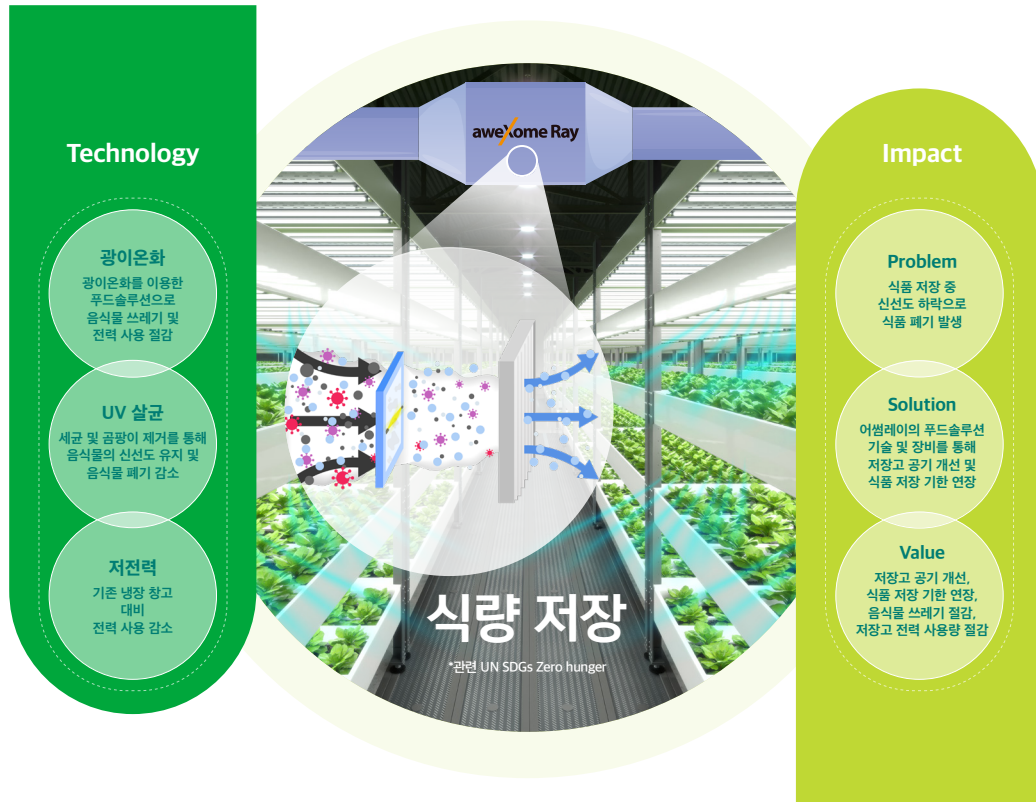 Technology
광이온화
광이온화를 이용한
푸드솔루션으로
음식물 쓰레기 및
전력 사용 절감
UV 살균
세균 및 곰팡이 제거를 통해
음식물의 신선도 유지 및
음식물 폐기 감소
저전력
기존 냉장 창고
대비
전력 사용 감소
aweXome Ray
식량 저장
*관련 UN SDGs Zero hunger
Impact
Problem
식품 저장 중
신선도 하락으로
식품 폐기 발생
Solution
어썸레이의 푸드솔루션
기술 및 장비를 통해
저장고 공기 개선 및
식품 저장 기한 연장
Value
저장고 공기 개선,
식품 저장 기한 연장,
음식물 쓰레기 절감,
저장고 전력 사용량 절감